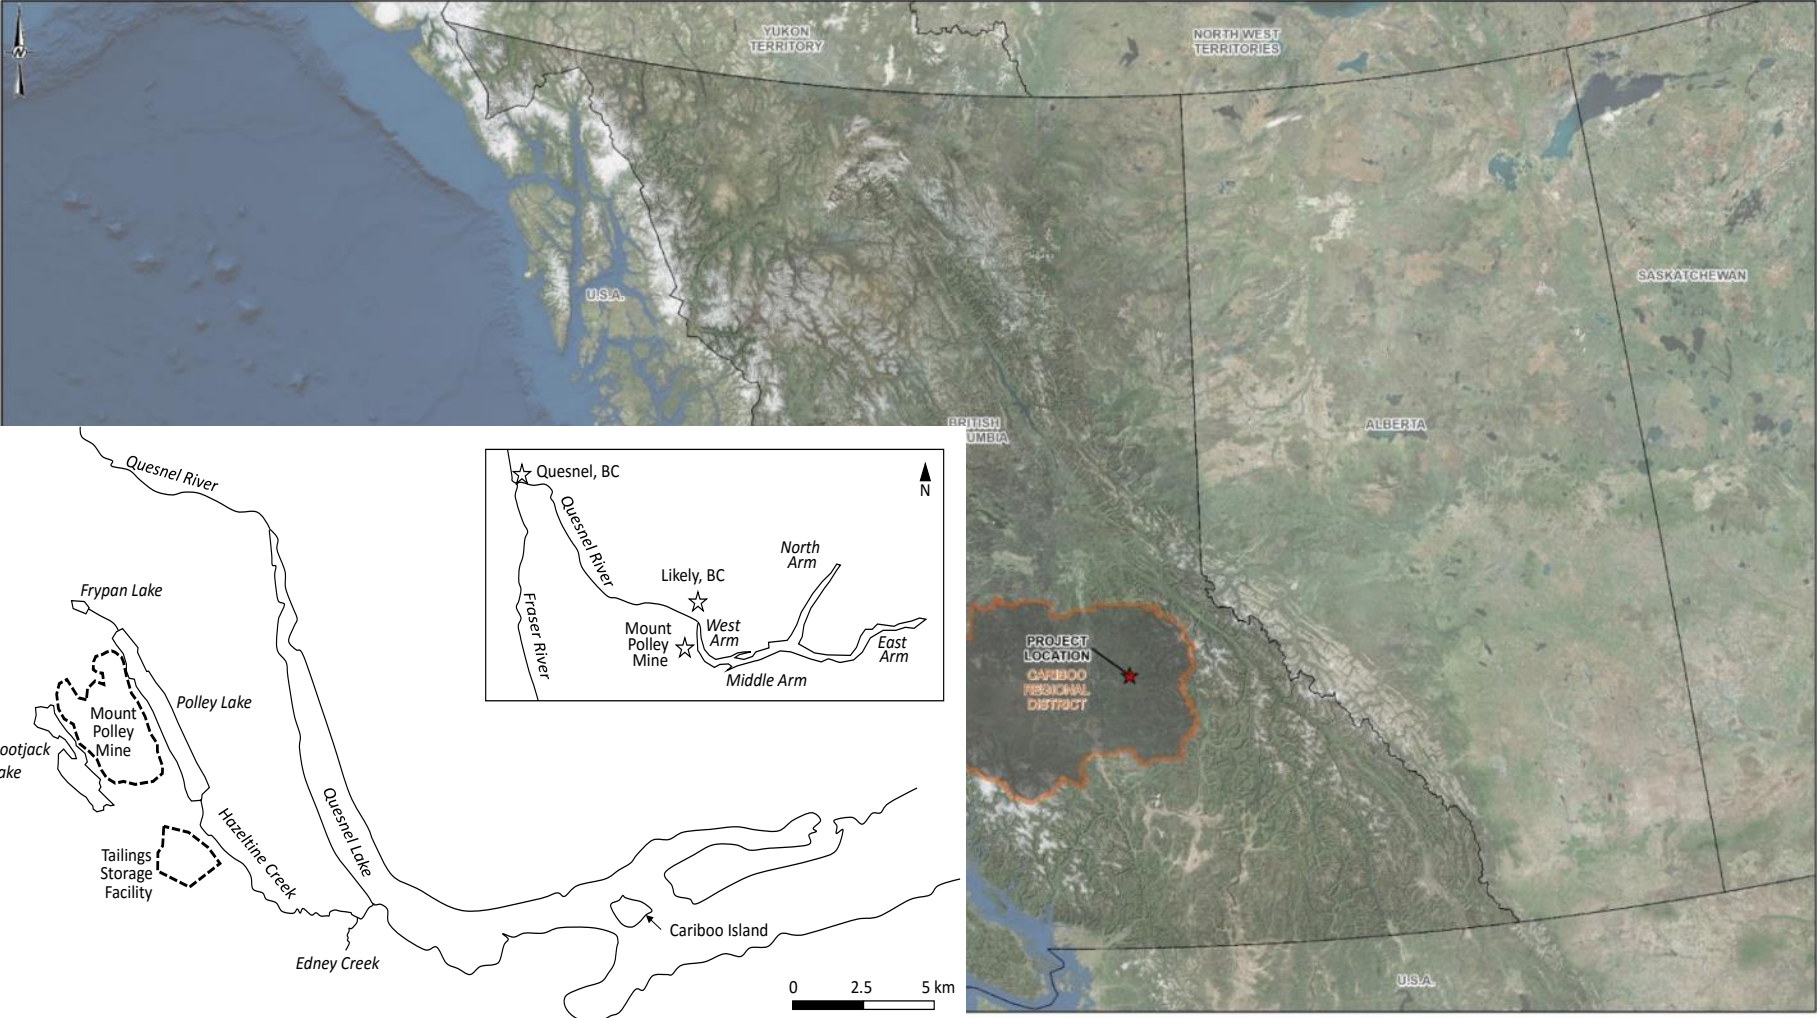 N
YUKON
TERRITORY
NORTH WEST
TERRITORIES
SASKATCHEWAN
U.S.A.
BRITISH
UMBIA
ALBERTA
Quesnel River
Frypan Lake
Polley Lake
Mount
Polley
Mine
ootjack
ake
Hazeltine Creek
Quesnel Lake
Tailings
Storage
Facility
Edney Creek
Cariboo Island
0 2.5 5 km
Quesnel, BC
N
Quesnel River
Fraser River
Likely, BC
North
Arm
Mount
Polley
Mine
West
Arm
East
Arm
Middle Arm
PROJECT
LOCATION
CARIBOO
REGIONAL
DISTRICT
U.S.A.